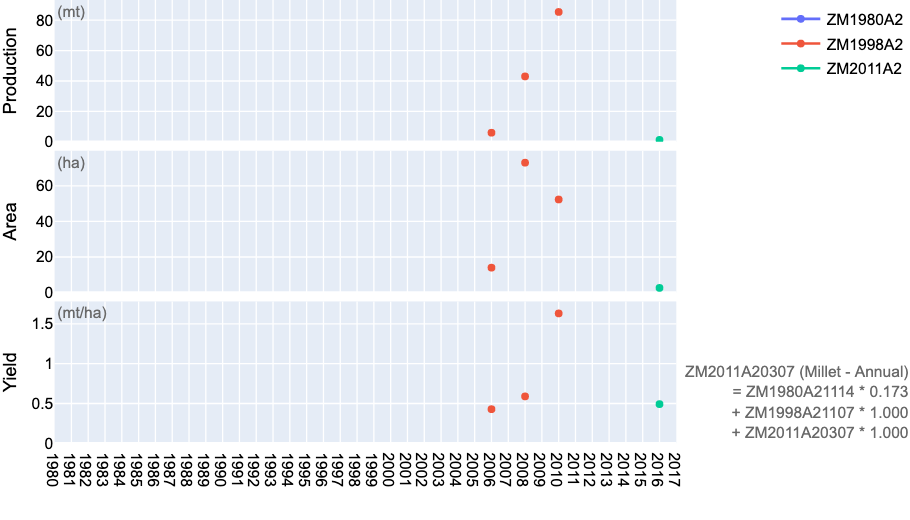 (mt)
Production
80
60
40
20
0
(ha)
Area
60
40
20
0
(mt/ha)
Yield
1.5
1
0.5
0
1980 1981 1982 1983 1984 1985 1986 1987 1988 1989 1990 1991 1992 1993 1994 1995 1996 1997 1998 1999 2000 2001 2002 2003 2004 2005 2006 2007 2008 2009 2010 2011 2012 2013 2014 2015 2016 2017
ZM1980A2
ZM1998A2
ZM2011A2
ZM2011A20307 (Millet - Annual)
= ZM1980A21114 * 0.173
+ ZM1998A21107 * 1.000
+ ZM2011A20307 * 1.000